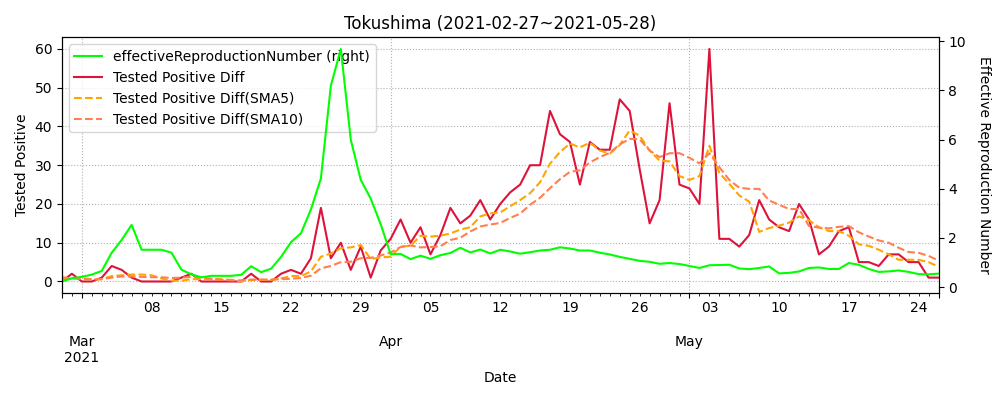 Tokushima (2021-02-27~2021-05-28)
effectiveReproductionNumber (right)
Tested Positive Diff
Tested Positive Diff(SMA5)
Tested Positive Diff(SMA10)
Tested Positive
60
50
40
30
20
10
0
Effective Reproduction Number
10
8
6
4
2
0
08 15 22 29 05 12 19 26 03 10 17 24
Mar Apr May
2021
Date